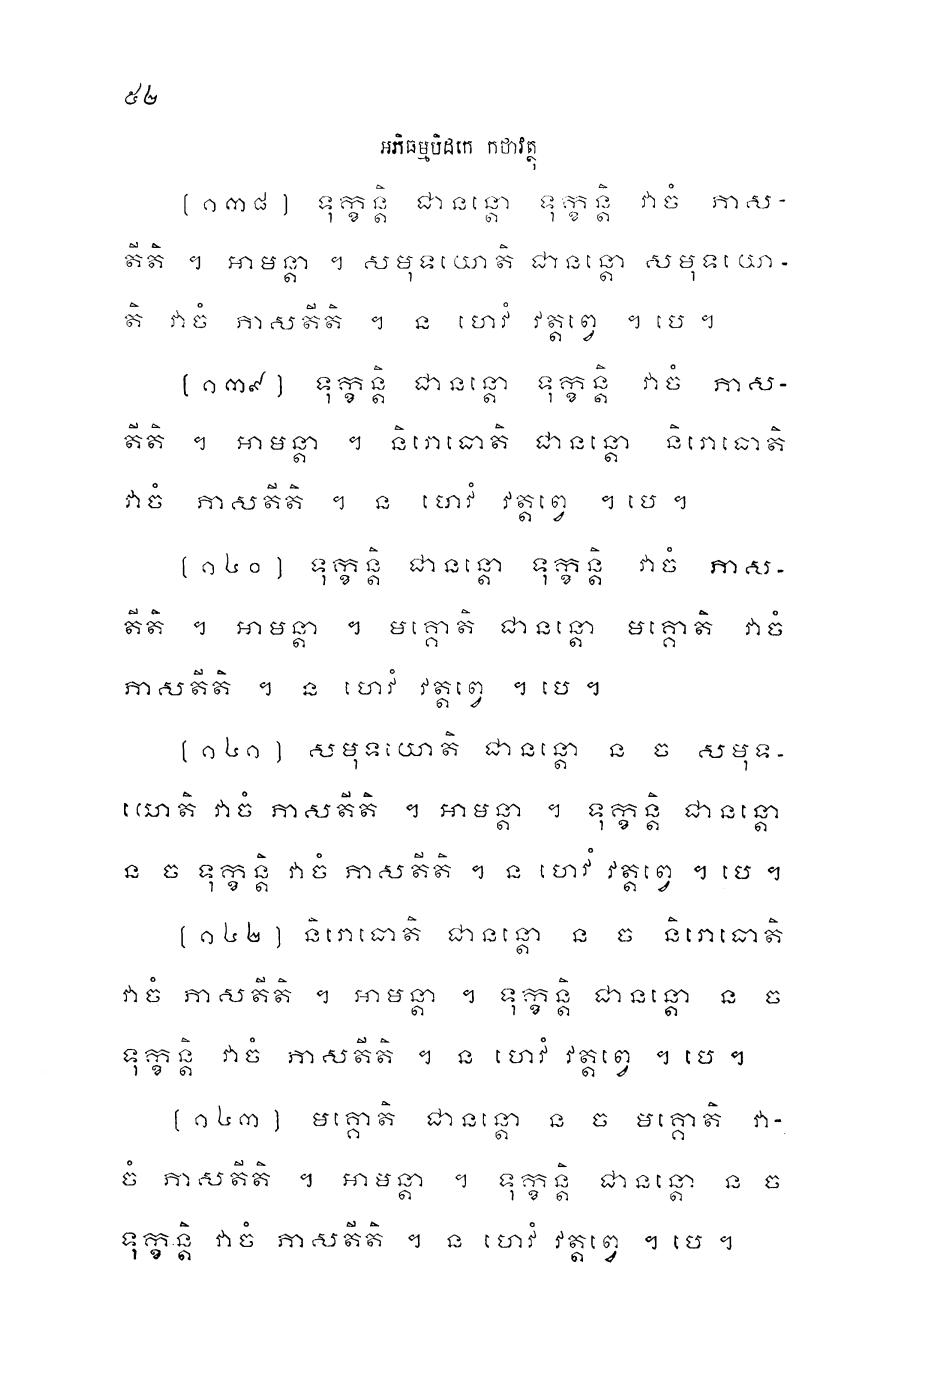 ៥២
អភិធម្មបិដកេ កថាវត្ថុ
(១៣៨) ទុក្ខន្តិ ជានន្តោ ទុក្ខន្តិ វាចំ ភាស-
តីតិ ។ អាមន្តា ។ សមុទយោតិ ជានន្តោ សមុទយោ-
តិ វាចំ ភាសតីតិ ។ ន ហេវំ វត្តព្វេ ។ បេ ។
(១៣៩) ទុក្ខន្តិ ជានន្តោ ទុក្ខន្តិ វាចំ ភាស-
តីតិ ។ អាមន្តា ។ និរោធោតិ ជានន្តោ និរោធោតិ
វាចំ ភាសតីតិ ។ ន ហេវំ វត្តព្វេ ។ បេ ។
(១៤០) ទុក្ខន្តិ ជានន្តោ ទុក្ខន្តិ វាចំ ភាស-
តីតិ ។ អាមន្តា ។ មគ្គោតិ ជានន្តោ មគ្គោតិ វាចំ
ភាសតីតិ ។ ន ហេវំ វត្តព្វេ ។ បេ ។
(១៤១) សមុទយោតិ ជានន្តោ ន ច សមុទ-
យោតិ វាចំ ភាសតីតិ ។ អាមន្តា ។ ទុក្ខន្តិ ជានន្តោ
ន ច ទុក្ខន្តិ វាចំ ភាសតីតិ ។ ន ហេវំ វត្តព្វេ ។ បេ ។
(១៤២) និរោធោតិ ជានន្តោ ន ច និរោធោតិ
វាចំ ភាសតីតិ ។ អាមន្តា ។ ទុក្ខន្តិ ជានន្តោ ន ច
ទុក្ខន្តិ វាចំ ភាសតីតិ ។ ន ហេវំ វត្តព្វេ ។ បេ ។
(១៤៣) មគ្គោតិ ជានន្តោ ន ច មគ្គោតិ វា-
ចំ ភាសតីតិ ។ អាមន្តា ។ ទុក្ខន្តិ ជានន្តោ ន ច
ទុក្ខន្តិ វាចំ ភាសតីតិ ។ ន ហេវំ វត្តព្វេ ។ បេ ។